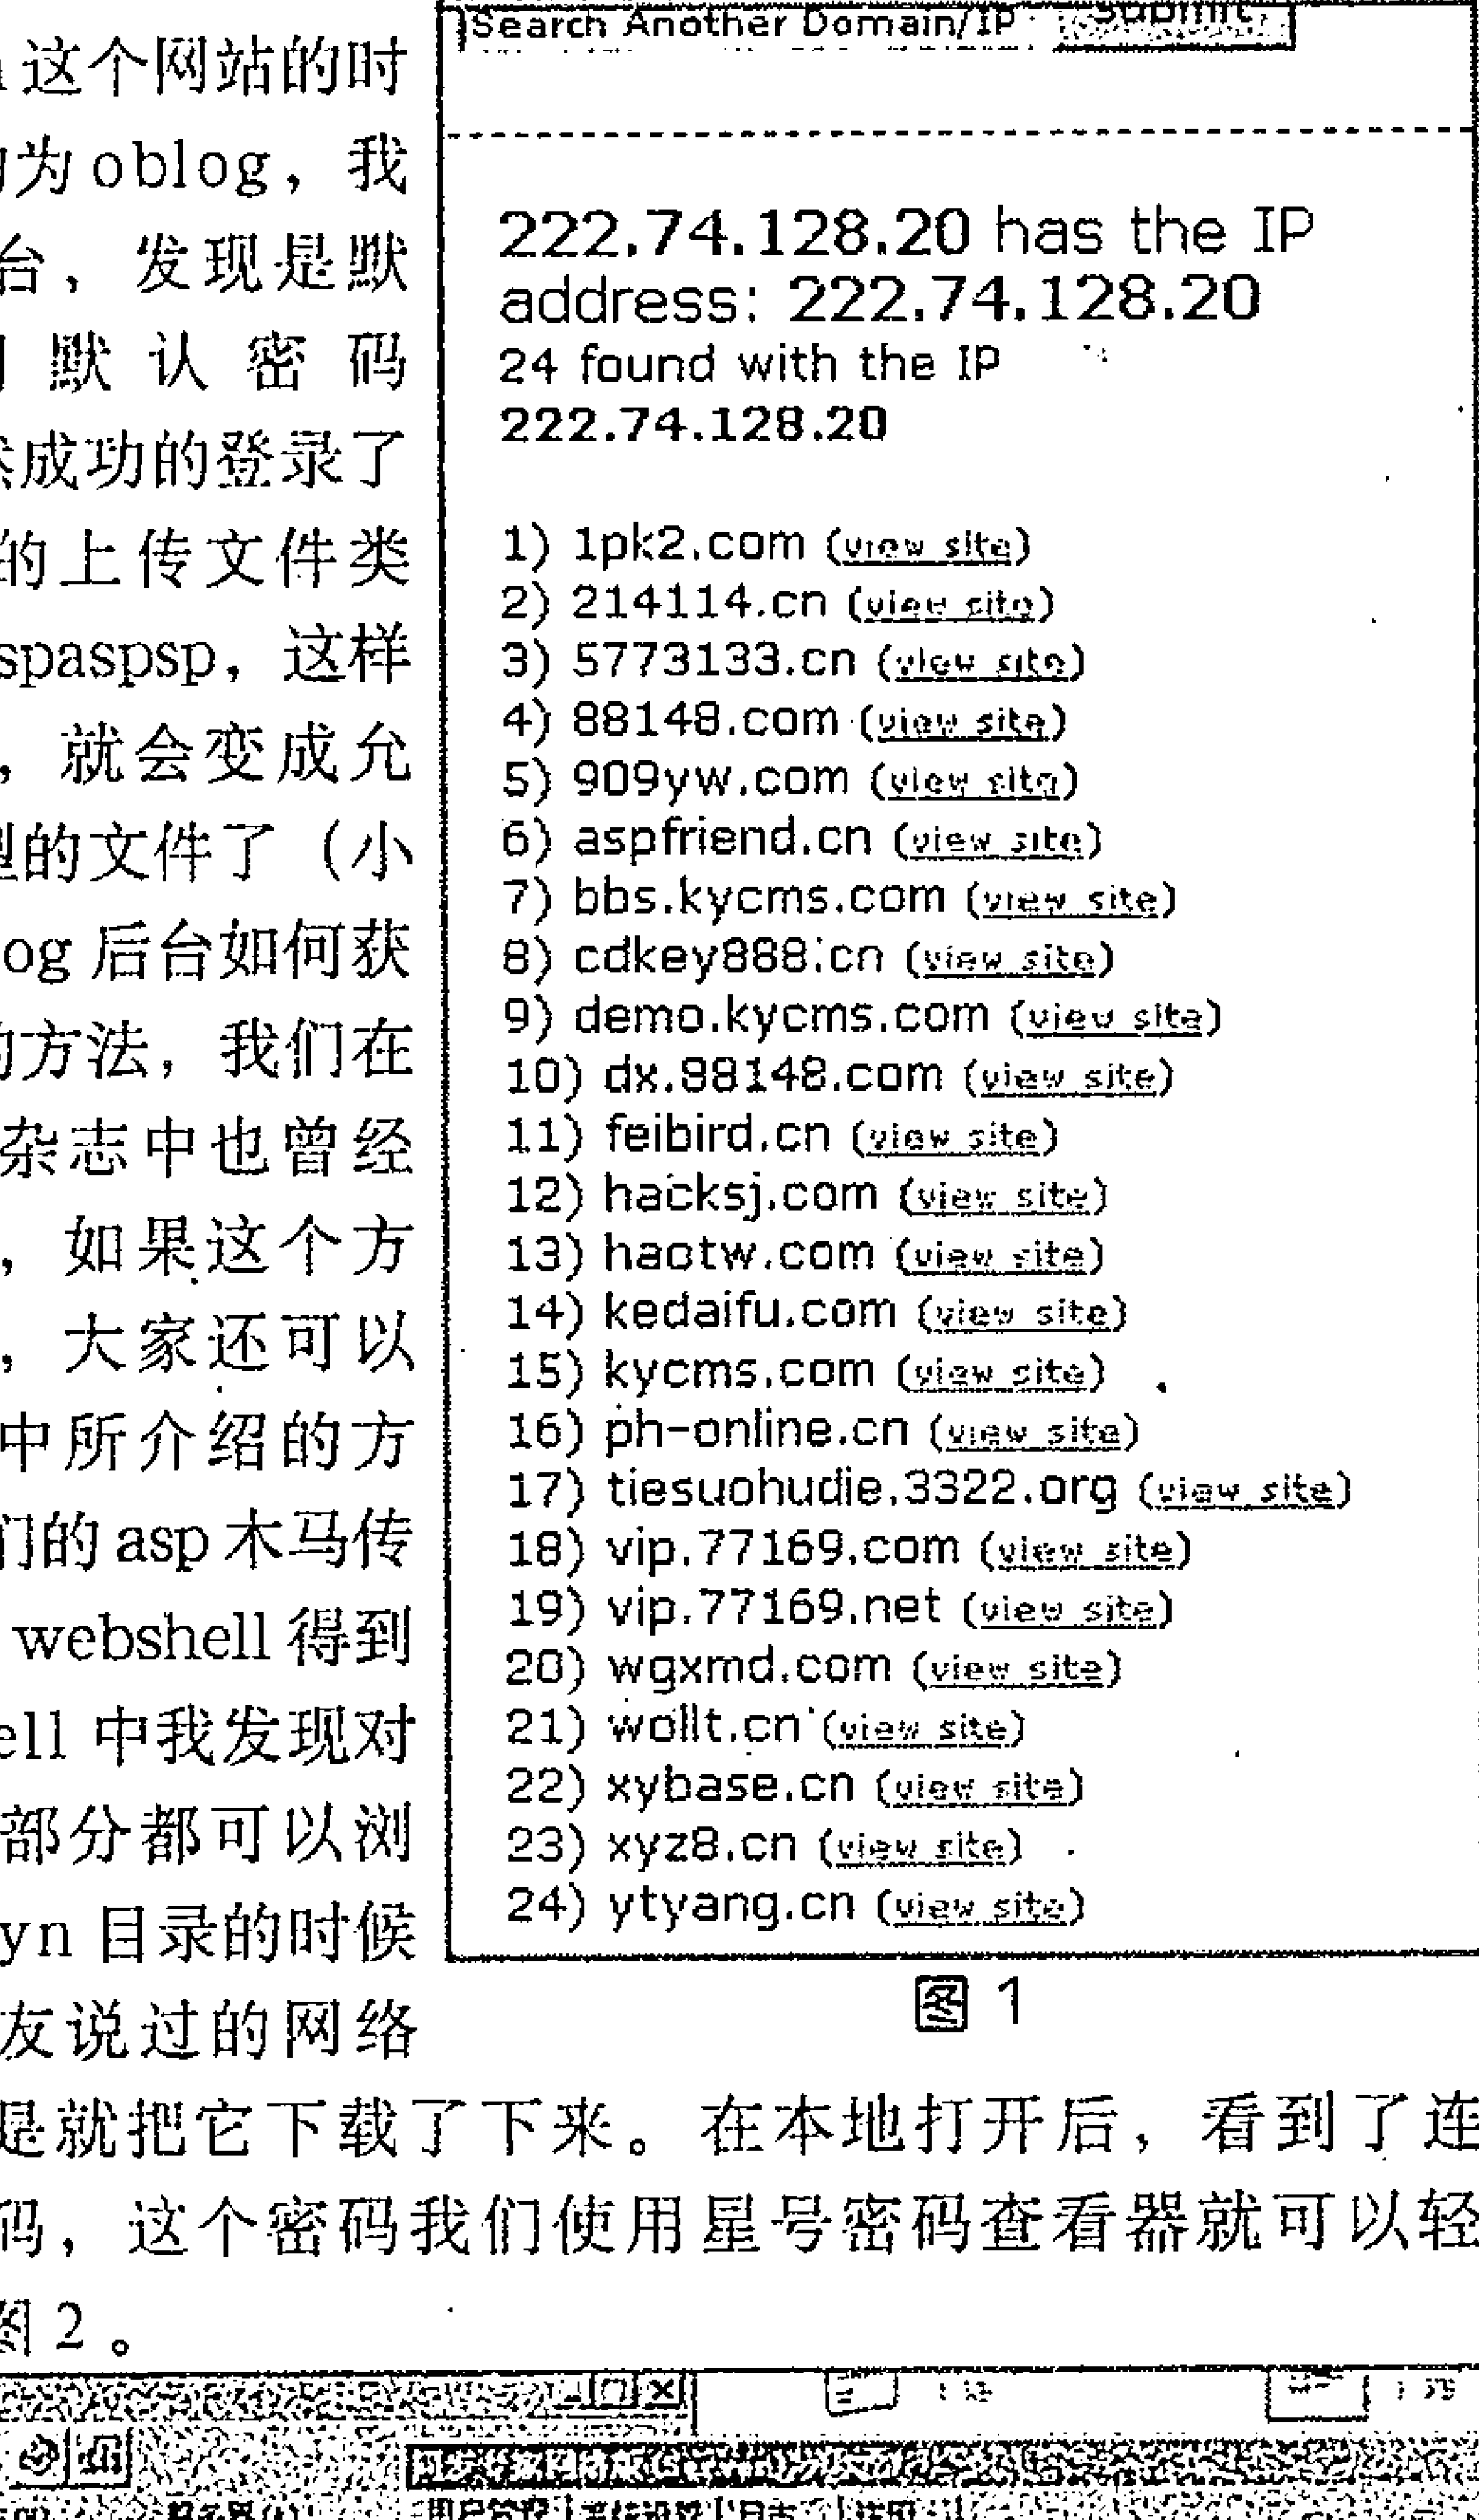 这个网站的时
为oblog，我
台，发现是默
默认密码
成功的登录了
的上传文件类
spaspsp，这样
，就会变成允
型的文件了（小
og后台如何获
的方法，我们在
杂志中也曾经
，如果这个方
，大家还可以
中所介绍的方
们的asp木马传
webshell得到
ell中我发现对
部分都可以浏
yn目录的时候
友说过的网络
Search Another Domain/IP Submit
222.74.128.20 has the IP
address: 222.74.128.20
24 found with the IP
222.74.128.20
1) 1pk2.com (view site)
2) 214114.cn (view site)
3) 5773133.cn (view site)
4) 88148.com (view site)
5) 909yw.com (view site)
6) aspfriend.cn (view site)
7) bbs.kycms.com (view site)
8) cdkey888.cn (view site)
9) demo.kycms.com (view site)
10) dx.88148.com (view site)
11) feibird.cn (view site)
12) hacksj.com (view site)
13) haotw.com (view site)
14) kedaifu.com (view site)
15) kycms.com (view site)
16) ph-online.cn (view site)
17) tiesuohudie.3322.org (view site)
18) vip.77169.com (view site)
19) vip.77169.net (view site)
20) wgxmd.com (view site)
21) wollt.cn (view site)
22) xybase.cn (view site)
23) xyz8.cn (view site)
24) ytyang.cn (view site)
图1
是就把它下载了下来。在本地打开后，看到了连
码，这个密码我们使用星号密码查看器就可以轻
图2。